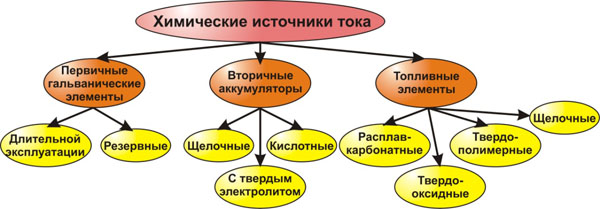 Химические источники тока
Первичные
гальванические
элементы
Вторичные
аккумуляторы
Топливные
элементы
Длительной
эксплуатации
Резервные
Щелочные
С твердым
электролитом
Кислотные
Расплав-
карбонатные
Твердо-
оксидные
Твердо-
полимерные
Щелочные